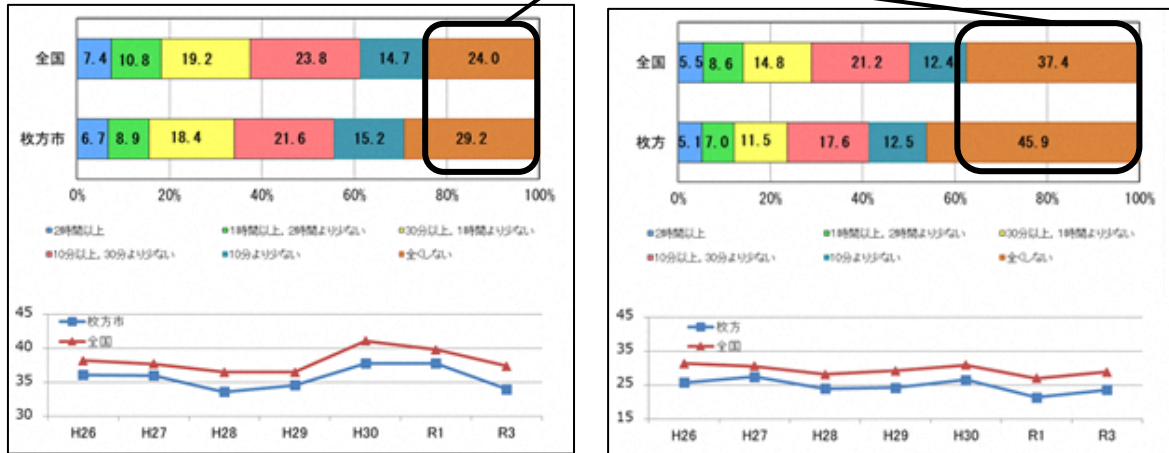 全国 7.4 10.8 19.2 23.8 14.7 24.0
枚方市 6.7 8.9 18.4 21.6 15.2 29.2
0% 20% 40% 60% 80% 100%
2時間以上 1時間以上，2時間より少ない 30分以上，1時間より少ない
10分以上，30分より少ない 10分より少ない 全くしない
45
枚方市
全国
40
35
30
H26 H27 H28 H29 H30 R1 R3
全国 5.5 8.6 14.8 21.2 12.4 37.4
枚方 5.1 7.0 11.5 17.6 12.5 45.9
0% 20% 40% 60% 80% 100%
2時間以上 1時間以上，2時間より少ない 30分以上，1時間より少ない
10分以上，30分より少ない 10分より少ない 全くしない
45
枚方
全国
35
25
15
H26 H27 H28 H29 H30 R1 R3